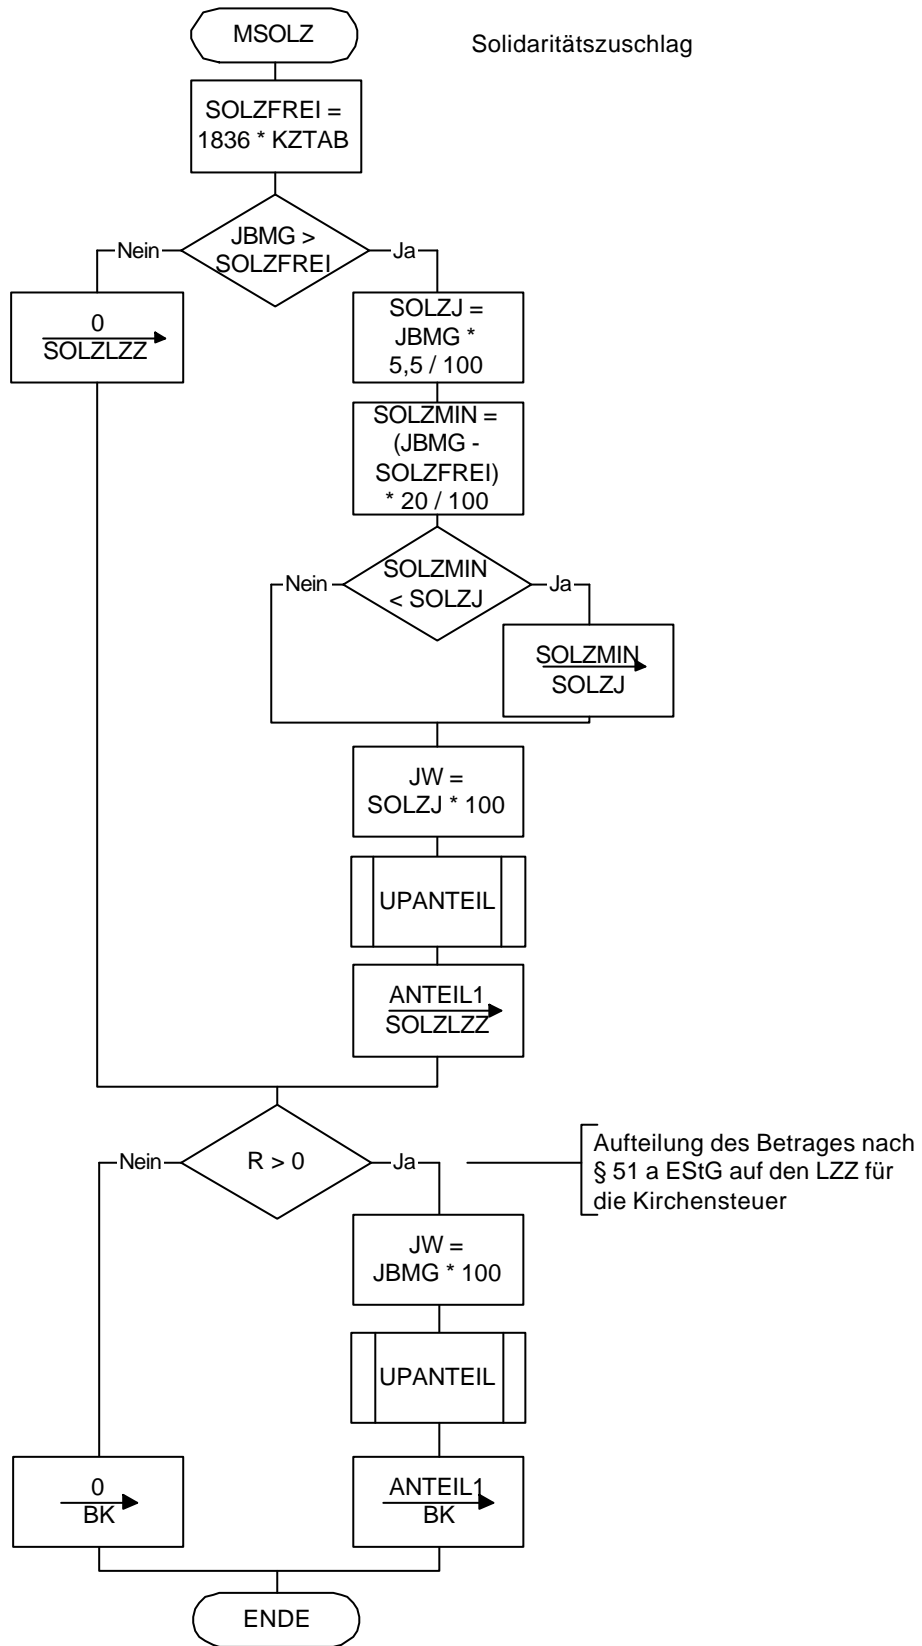 MSOLZ
Solidaritätszuschlag
SOLZFREI =
1836 * KZTAB
JBMG >
SOLZFREI
Nein
Ja
0
SOLZLZZ
SOLZJ =
JBMG *
5,5 / 100
SOLZMIN =
(JBMG -
SOLZFREI)
* 20 / 100
SOLZMIN
< SOLZJ
Nein
Ja
SOLZMIN
SOLZJ
JW =
SOLZJ * 100
UPANTEIL
ANTEIL1
SOLZLZZ
R > 0
Nein
Ja
Aufteilung des Betrages nach
§ 51 a EStG auf den LZZ für
die Kirchensteuer
JW =
JBMG * 100
UPANTEIL
0
BK
ANTEIL1
BK
ENDE